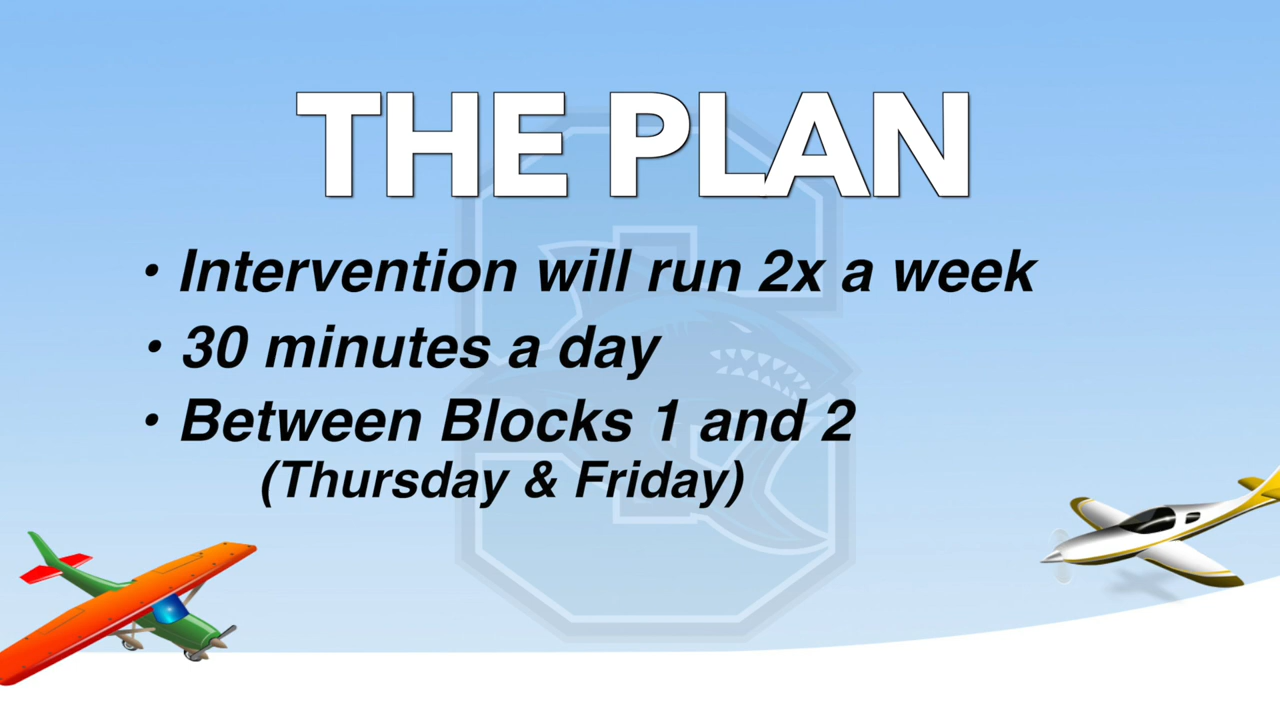 THE PLAN
• Intervention will run 2x a week
• 30 minutes a day
• Between Blocks 1 and 2
(Thursday & Friday)